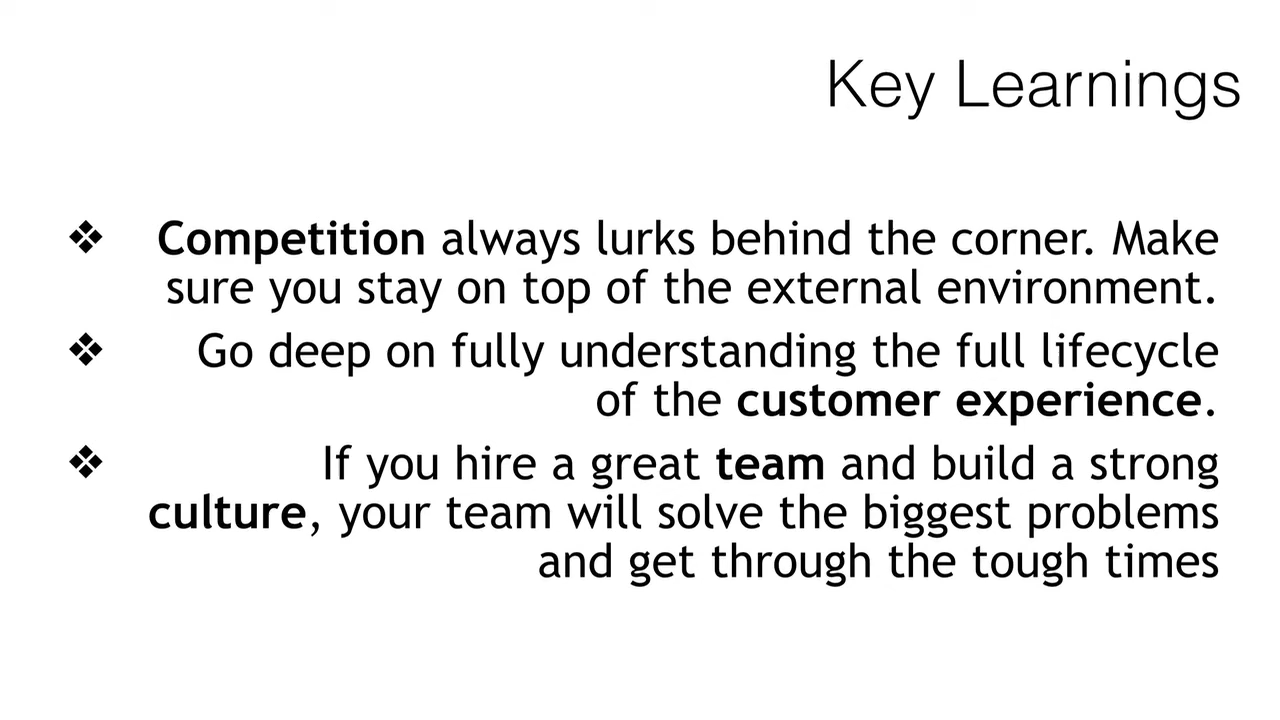 Key Learnings
❖ Competition always lurks behind the corner. Make
sure you stay on top of the external environment.
❖ Go deep on fully understanding the full lifecycle
of the customer experience.
❖ If you hire a great team and build a strong
culture, your team will solve the biggest problems
and get through the tough times